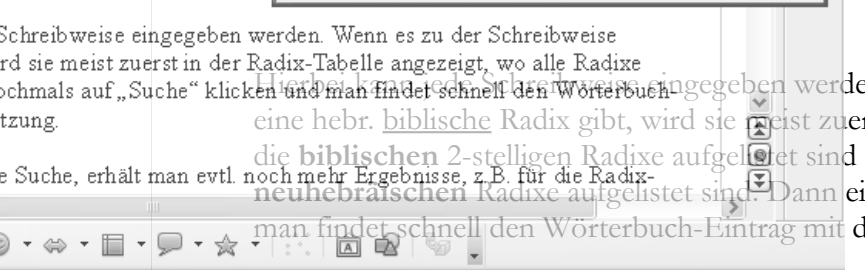 Schreibweise eingegeben werden. Wenn es zu der Schreibweise
rd sie meist zuerst in der Radix-Tabelle angezeigt, wo alle Radixe
ochmals auf „Suche“ klicken und man findet schnell den Wörterbuch-
tzung.
e Suche, erhält man evtl. noch mehr Ergebnisse, z.B. für die Radix-
Hierbei kann jede Schreibweise eingegeben werde
eine hebr. biblische Radix gibt, wird sie meist zuer
die biblischen 2-stelligen Radixe aufgelistet sind
neuhebräischen Radixe aufgelistet sind. Dann ei
man findet schnell den Wörterbuch-Eintrag mit d